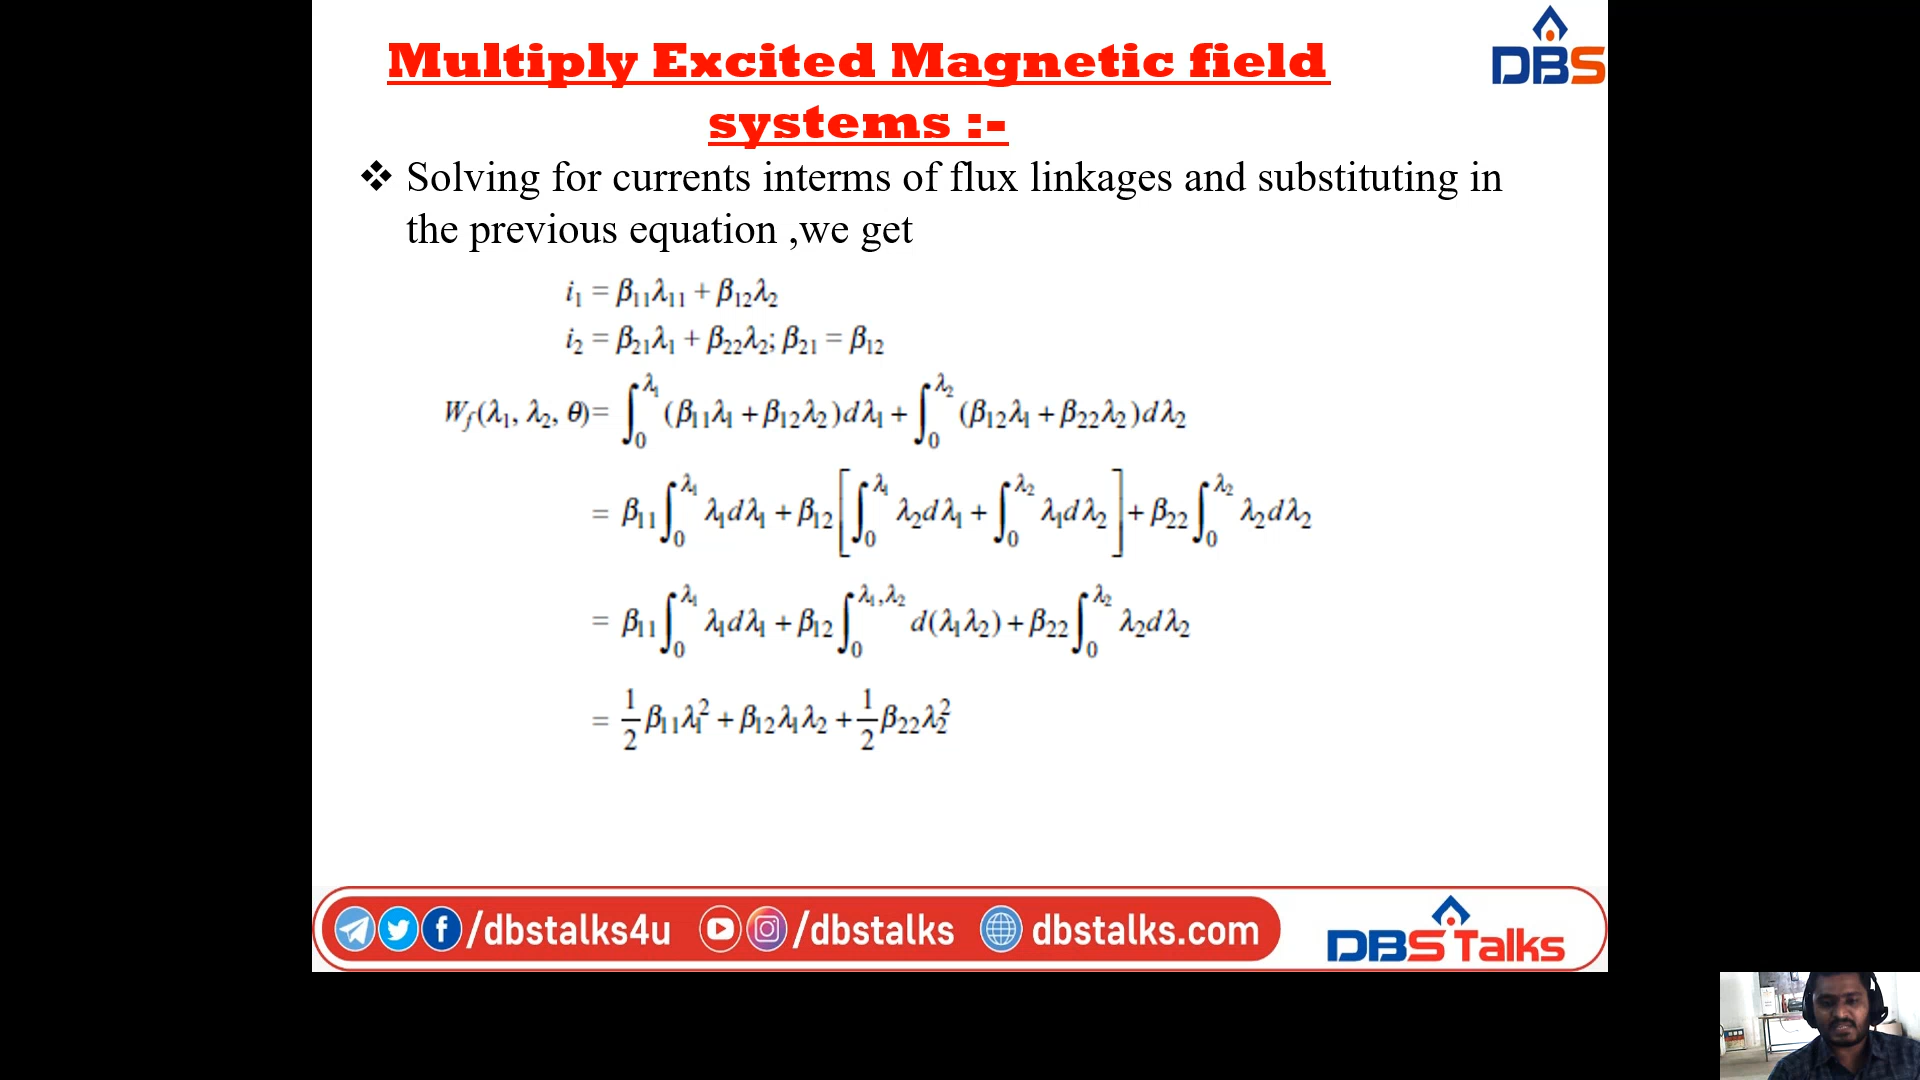 Multiply Excited Magnetic field
systems :-
DBS
❖ Solving for currents interms of flux linkages and substituting in
the previous equation ,we get
i₁ = β₁₁λ₁₁ + β₁₂λ₂
i₂ = β₂₁λ₁ + β₂₂λ₂; β₂₁ = β₁₂
W_f(λ₁, λ₂, θ)= ∫₀^λ₁ (β₁₁λ₁ + β₁₂λ₂)dλ₁ + ∫₀^λ₂ (β₁₂λ₁ + β₂₂λ₂)dλ₂
= β₁₁ ∫₀^λ₁ λ₁dλ₁ + β₁₂ [∫₀^λ₁ λ₂dλ₁ + ∫₀^λ₂ λ₁dλ₂] + β₂₂ ∫₀^λ₂ λ₂dλ₂
= β₁₁ ∫₀^λ₁ λ₁dλ₁ + β₁₂ ∫₀^λ₁,λ₂ d(λ₁λ₂) + β₂₂ ∫₀^λ₂ λ₂dλ₂
= 1/2 β₁₁λ₁² + β₁₂λ₁λ₂ + 1/2 β₂₂λ₂²
/dbstalks4u /dbstalks dbstalks.com DBS Talks